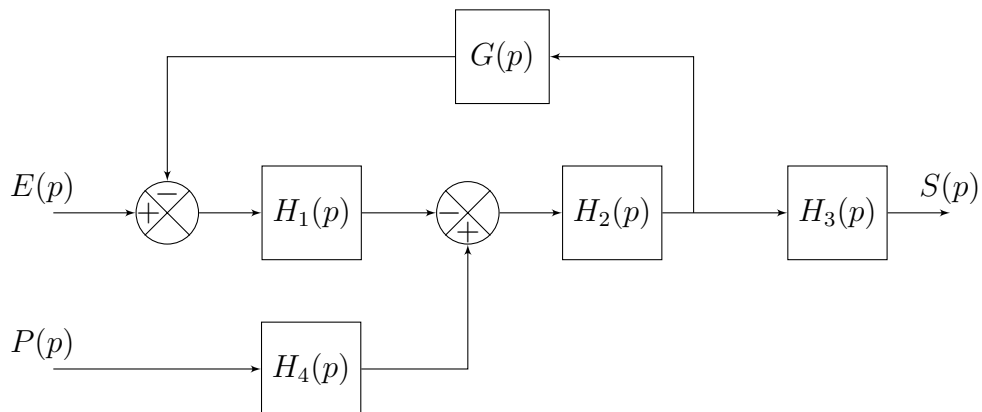 G(p)
E(p)
−
+
H₁(p)
−
+
H₂(p)
H₃(p)
S(p)
P(p)
H₄(p)